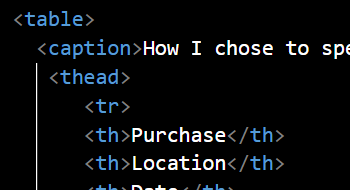 <table>
<caption>How I chose to spe
<thead>
<tr>
<th>Purchase</th>
<th>Location</th>
<th>Date</th>